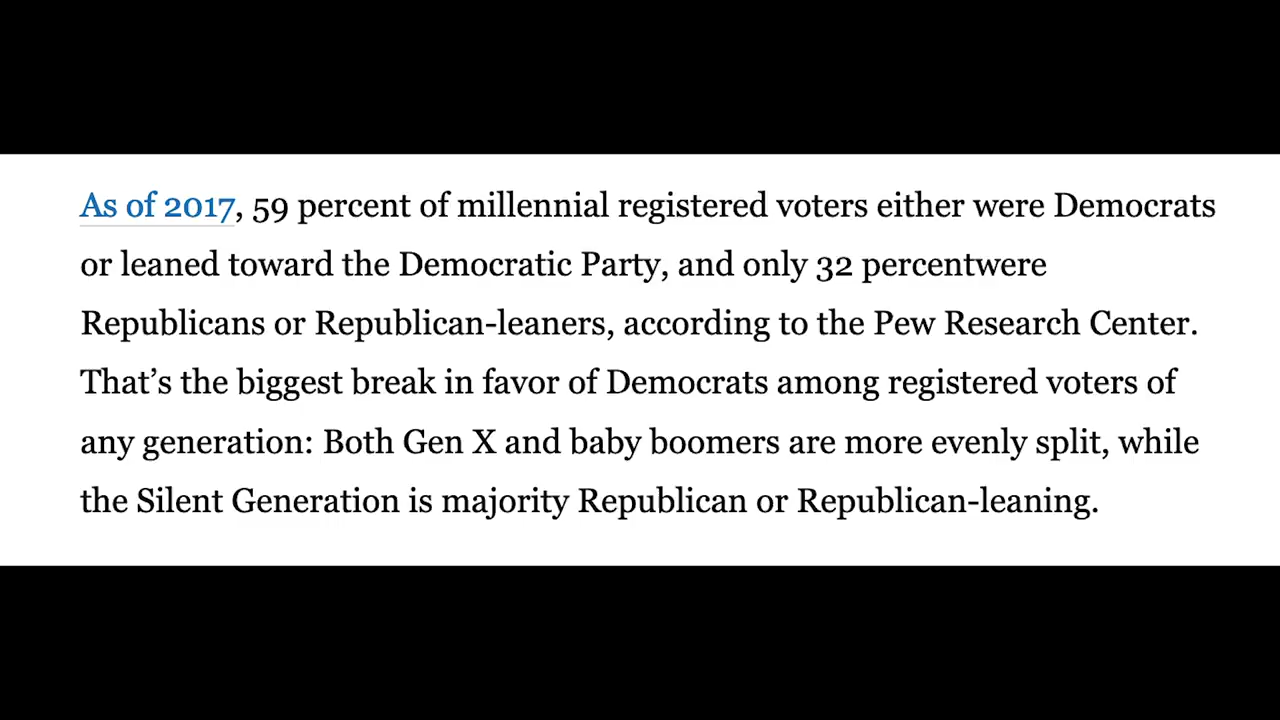 As of 2017, 59 percent of millennial registered voters either were Democrats
or leaned toward the Democratic Party, and only 32 percentwere
Republicans or Republican-leaners, according to the Pew Research Center.
That’s the biggest break in favor of Democrats among registered voters of
any generation: Both Gen X and baby boomers are more evenly split, while
the Silent Generation is majority Republican or Republican-leaning.